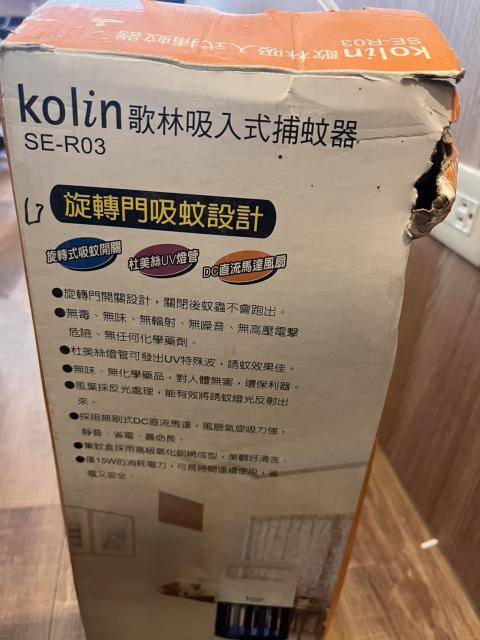 kolin歌林吸入式捕蚊器
SE-R03
kolin歌林吸入式捕蚊器
SE-R03
旋轉門吸蚊設計
旋轉式吸蚊開關
杜美絲UV燈管
DC直流馬達風扇
●旋轉門開關設計，關閉後蚊蟲不會跑出。
●無毒、無味、無輻射、無噪音、無高壓電擊
危險、無任何化學藥劑。
●杜美絲燈管可發出UV特殊波，誘蚊效果佳。
●無味、無化學藥品，對人體無害，環保利器。
●風葉採反光處理，能有效將誘蚊燈光反射出
來。
●採用無刷式DC直流馬達，風扇氣旋吸力強，
靜音、省電、壽命長。
●集蚊盒採用高級氧化鋁網成型，美觀好清洗。
●僅15W的消耗電力，可長時間連續使用，省
電又安全。
kolin